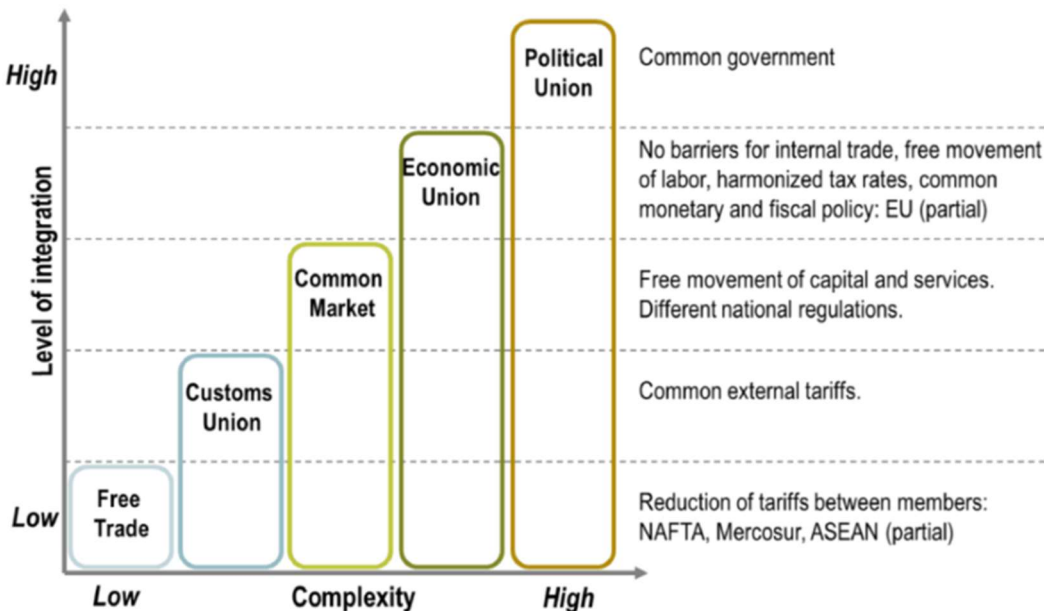 High
Level of integration
Low
Political
Union
Common government
Economic
Union
No barriers for internal trade, free movement
of labor, harmonized tax rates, common
monetary and fiscal policy: EU (partial)
Common
Market
Free movement of capital and services.
Different national regulations.
Customs
Union
Common external tariffs.
Free
Trade
Reduction of tariffs between members:
NAFTA, Mercosur, ASEAN (partial)
Low
Complexity
High